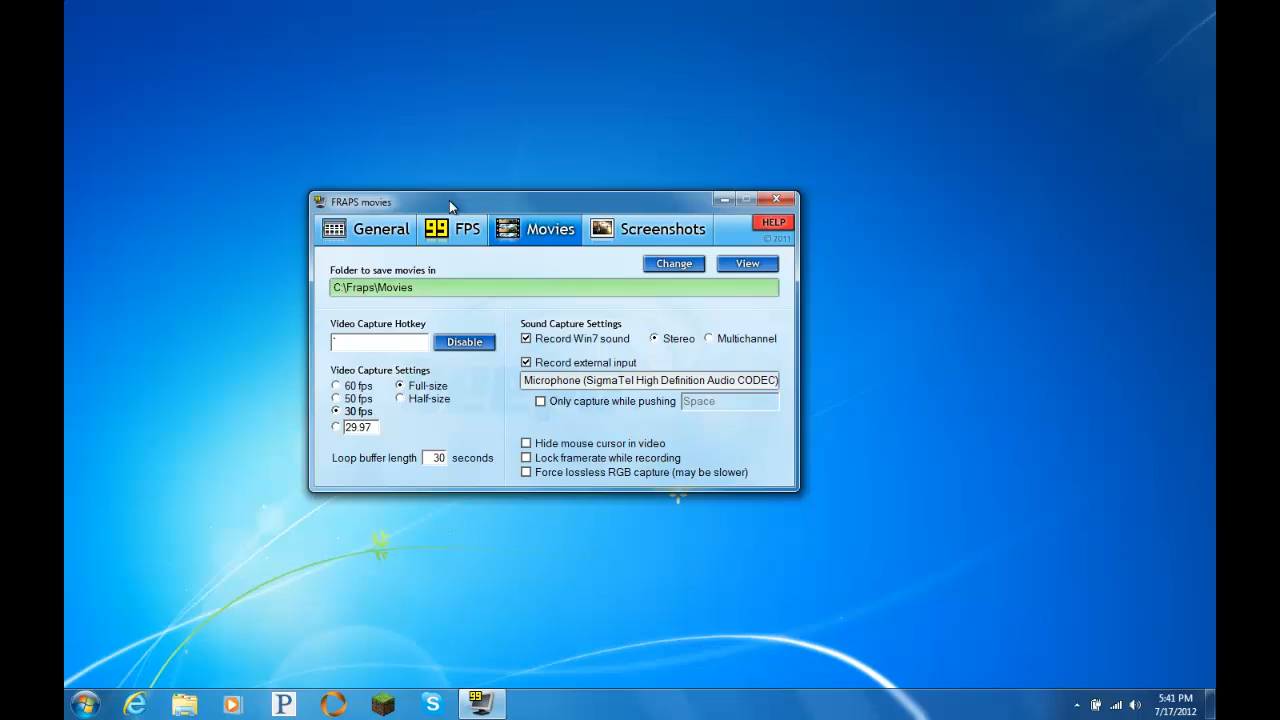 FRAPS movies
General
99 FPS
Movies
Screenshots
HELP
© 2011
Folder to save movies in
Change
View
C:\Fraps\Movies
Video Capture Hotkey
`
Disable
Video Capture Settings
60 fps
50 fps
30 fps
29.97
Full-size
Half-size
Loop buffer length 30 seconds
Sound Capture Settings
Record Win7 sound
Stereo
Multichannel
Record external input
Microphone (SigmaTel High Definition Audio CODEC)
Only capture while pushing Space
Hide mouse cursor in video
Lock framerate while recording
Force lossless RGB capture (may be slower)
P
S
99
5:41 PM
7/17/2012